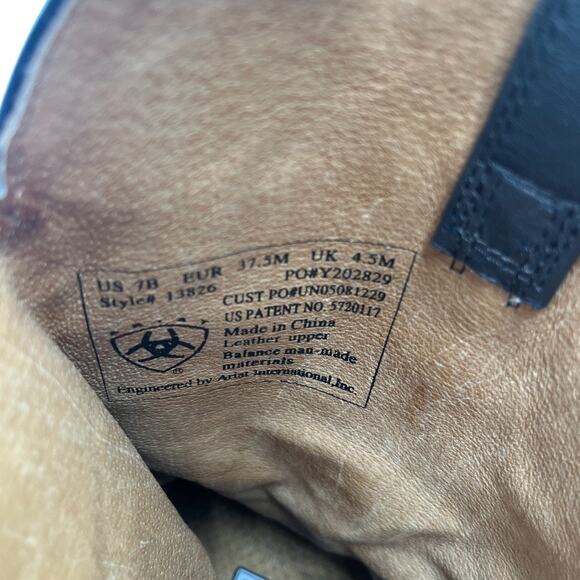 US 7B EUR 37.5M UK 4.5M
Style# 13826 PO#Y202829
CUST PO#UN05081229
US PATENT NO. 5720117
ARIAT
Made in China
Leather upper
Balance man-made
materials
®
Engineered by Ariat International,Inc.